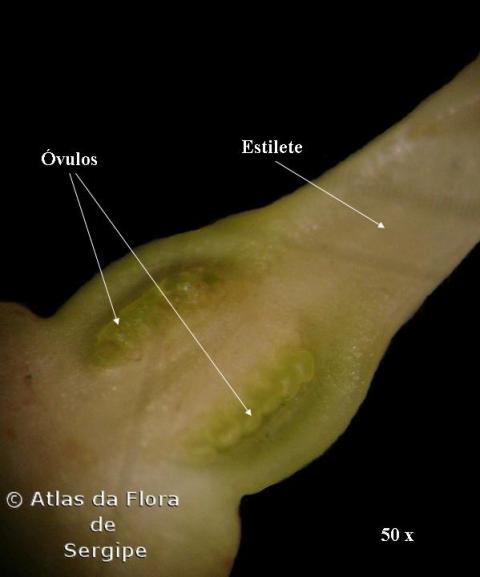 Estilete
Óvulos
© Atlas da Flora
de
Sergipe
50 x